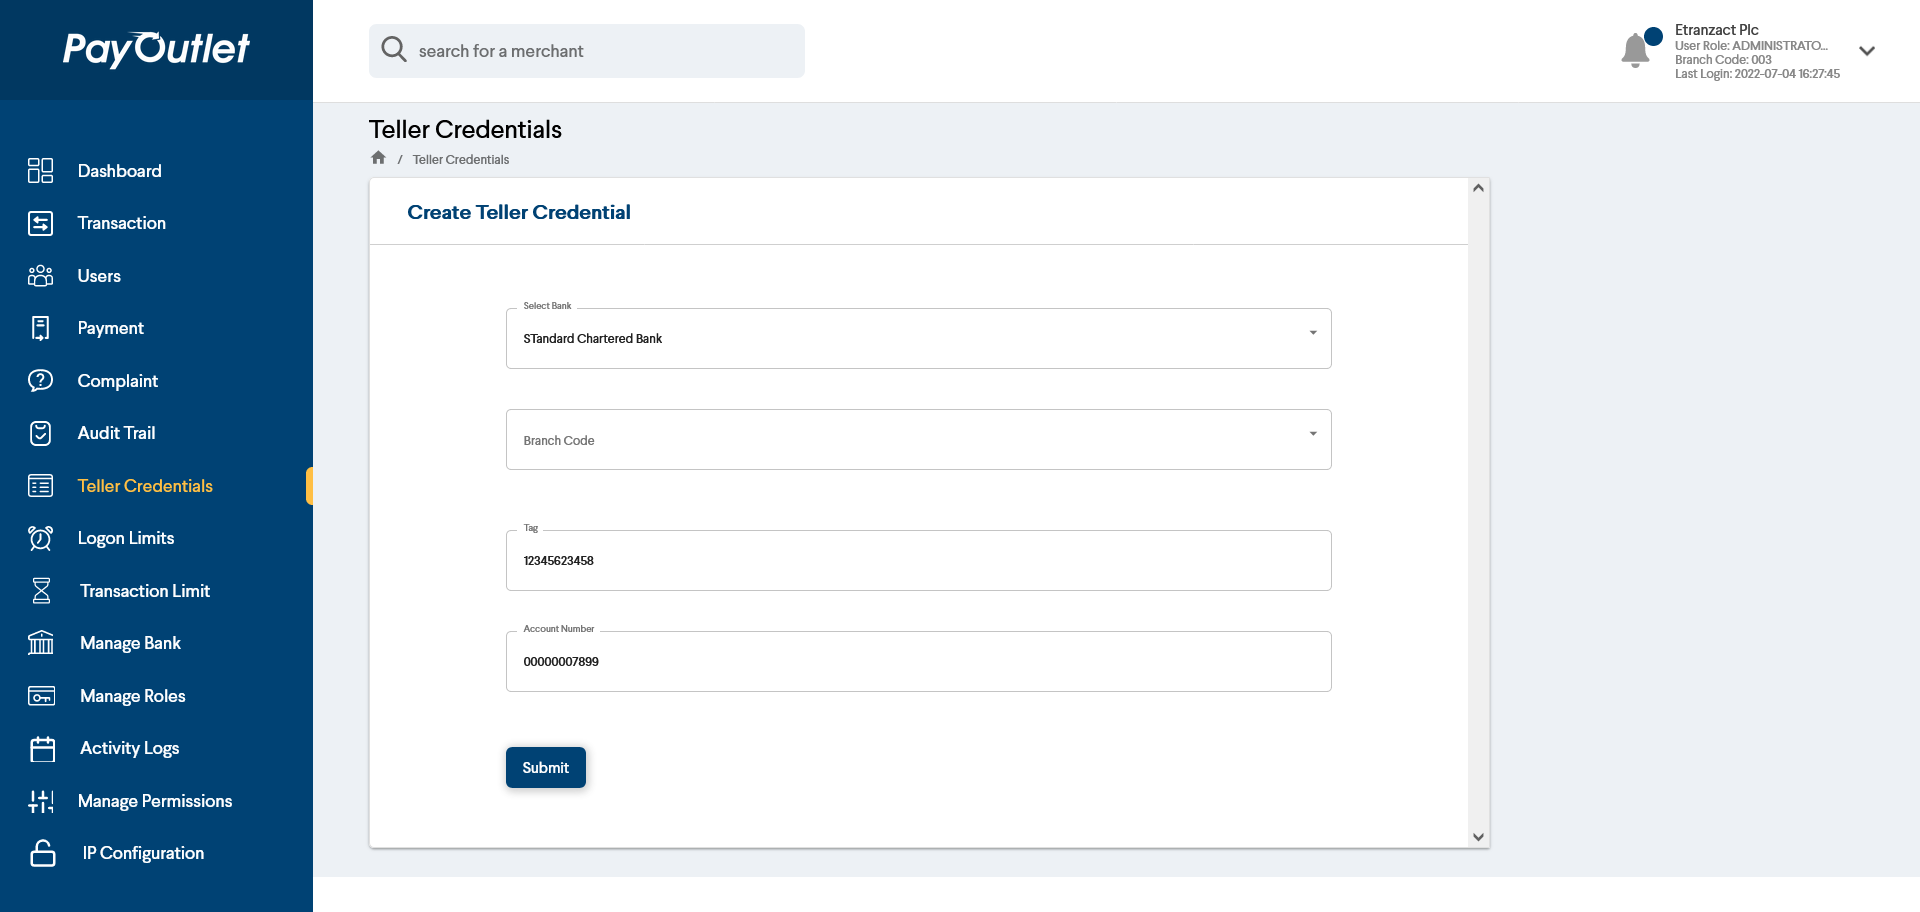 PayOutlet
search for a merchant
Etranzact Plc
User Role: ADMINISTRATO...
Branch Code: 003
Last Login: 2022-07-04 16:27:45
Dashboard
Transaction
Users
Payment
Complaint
Audit Trail
Teller Credentials
Logon Limits
Transaction Limit
Manage Bank
Manage Roles
Activity Logs
Manage Permissions
IP Configuration
Teller Credentials
/ Teller Credentials
Create Teller Credential
Select Bank
STandard Chartered Bank
Branch Code
Tag
12345623458
Account Number
00000007899
Submit